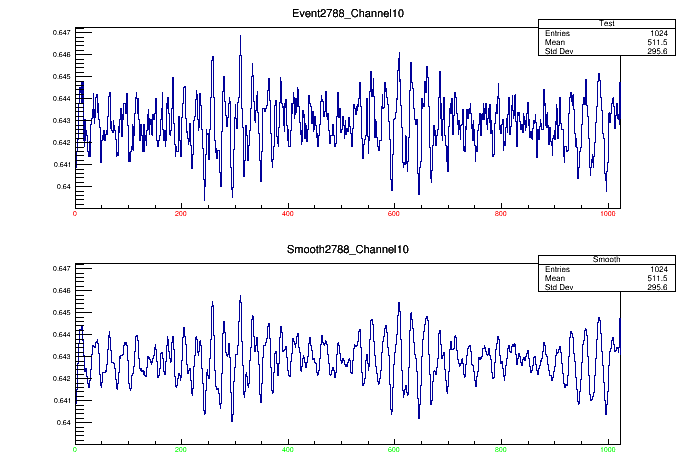 Event2788_Channel10
Test
Entries 1024
Mean 511.5
Std Dev 295.6
0.647
0.646
0.645
0.644
0.643
0.642
0.641
0.64
0 200 400 600 800 1000
Smooth2788_Channel10
Smooth
Entries 1024
Mean 511.5
Std Dev 295.6
0.647
0.646
0.645
0.644
0.643
0.642
0.641
0.64
0 200 400 600 800 1000